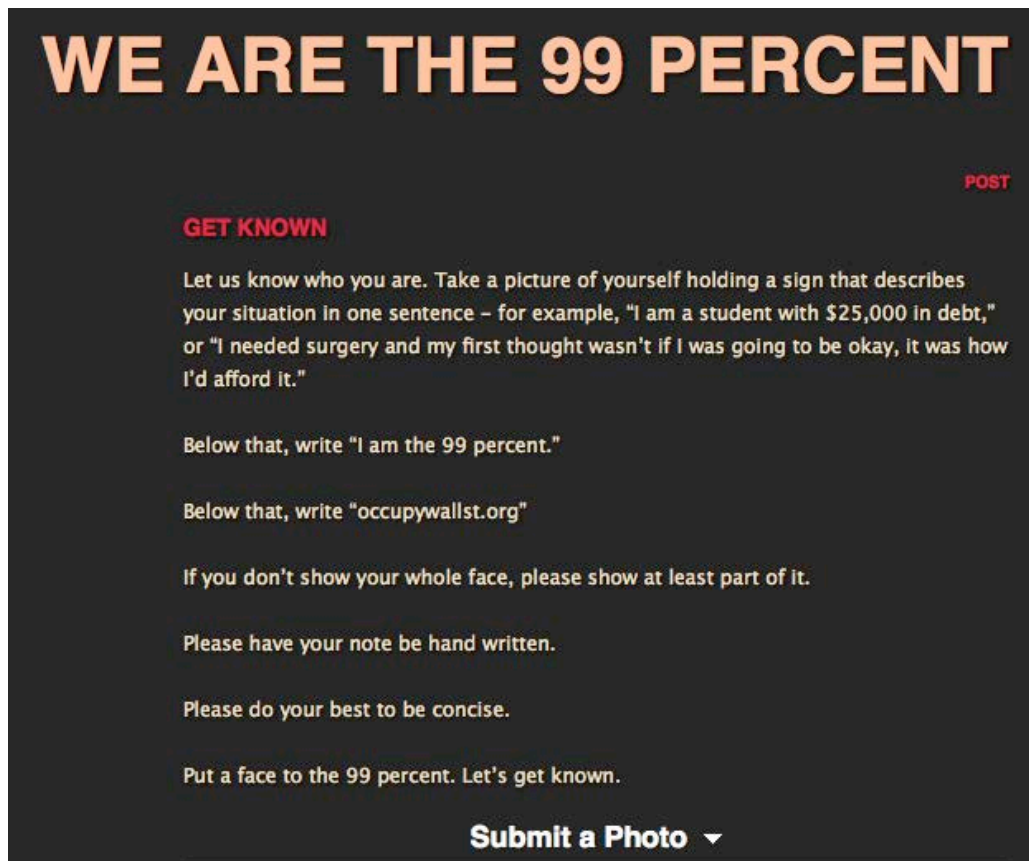 WE ARE THE 99 PERCENT
POST
GET KNOWN
Let us know who you are. Take a picture of yourself holding a sign that describes
your situation in one sentence – for example, “I am a student with $25,000 in debt,”
or “I needed surgery and my first thought wasn’t if I was going to be okay, it was how
I’d afford it.”
Below that, write “I am the 99 percent.”
Below that, write “occupywallst.org”
If you don’t show your whole face, please show at least part of it.
Please have your note be hand written.
Please do your best to be concise.
Put a face to the 99 percent. Let’s get known.
Submit a Photo